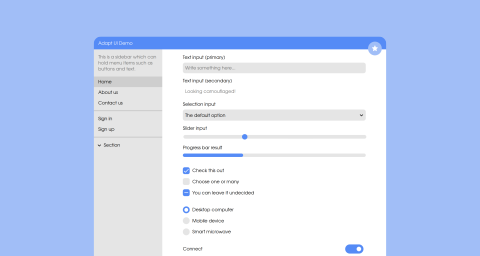 Adapt UI Demo
This is a sidebar which can
hold menu items such as
buttons and text.
Home
About us
Contact us
Sign in
Sign up
Section
Text input (primary)
Write something here...
Text input (secondary)
Looking camouflaged!
Selection input
The default option
Slider input
Progress bar result
Check this out
Choose one or many
You can leave it undecided.
Desktop computer
Mobile device
Smart microwave
Connect